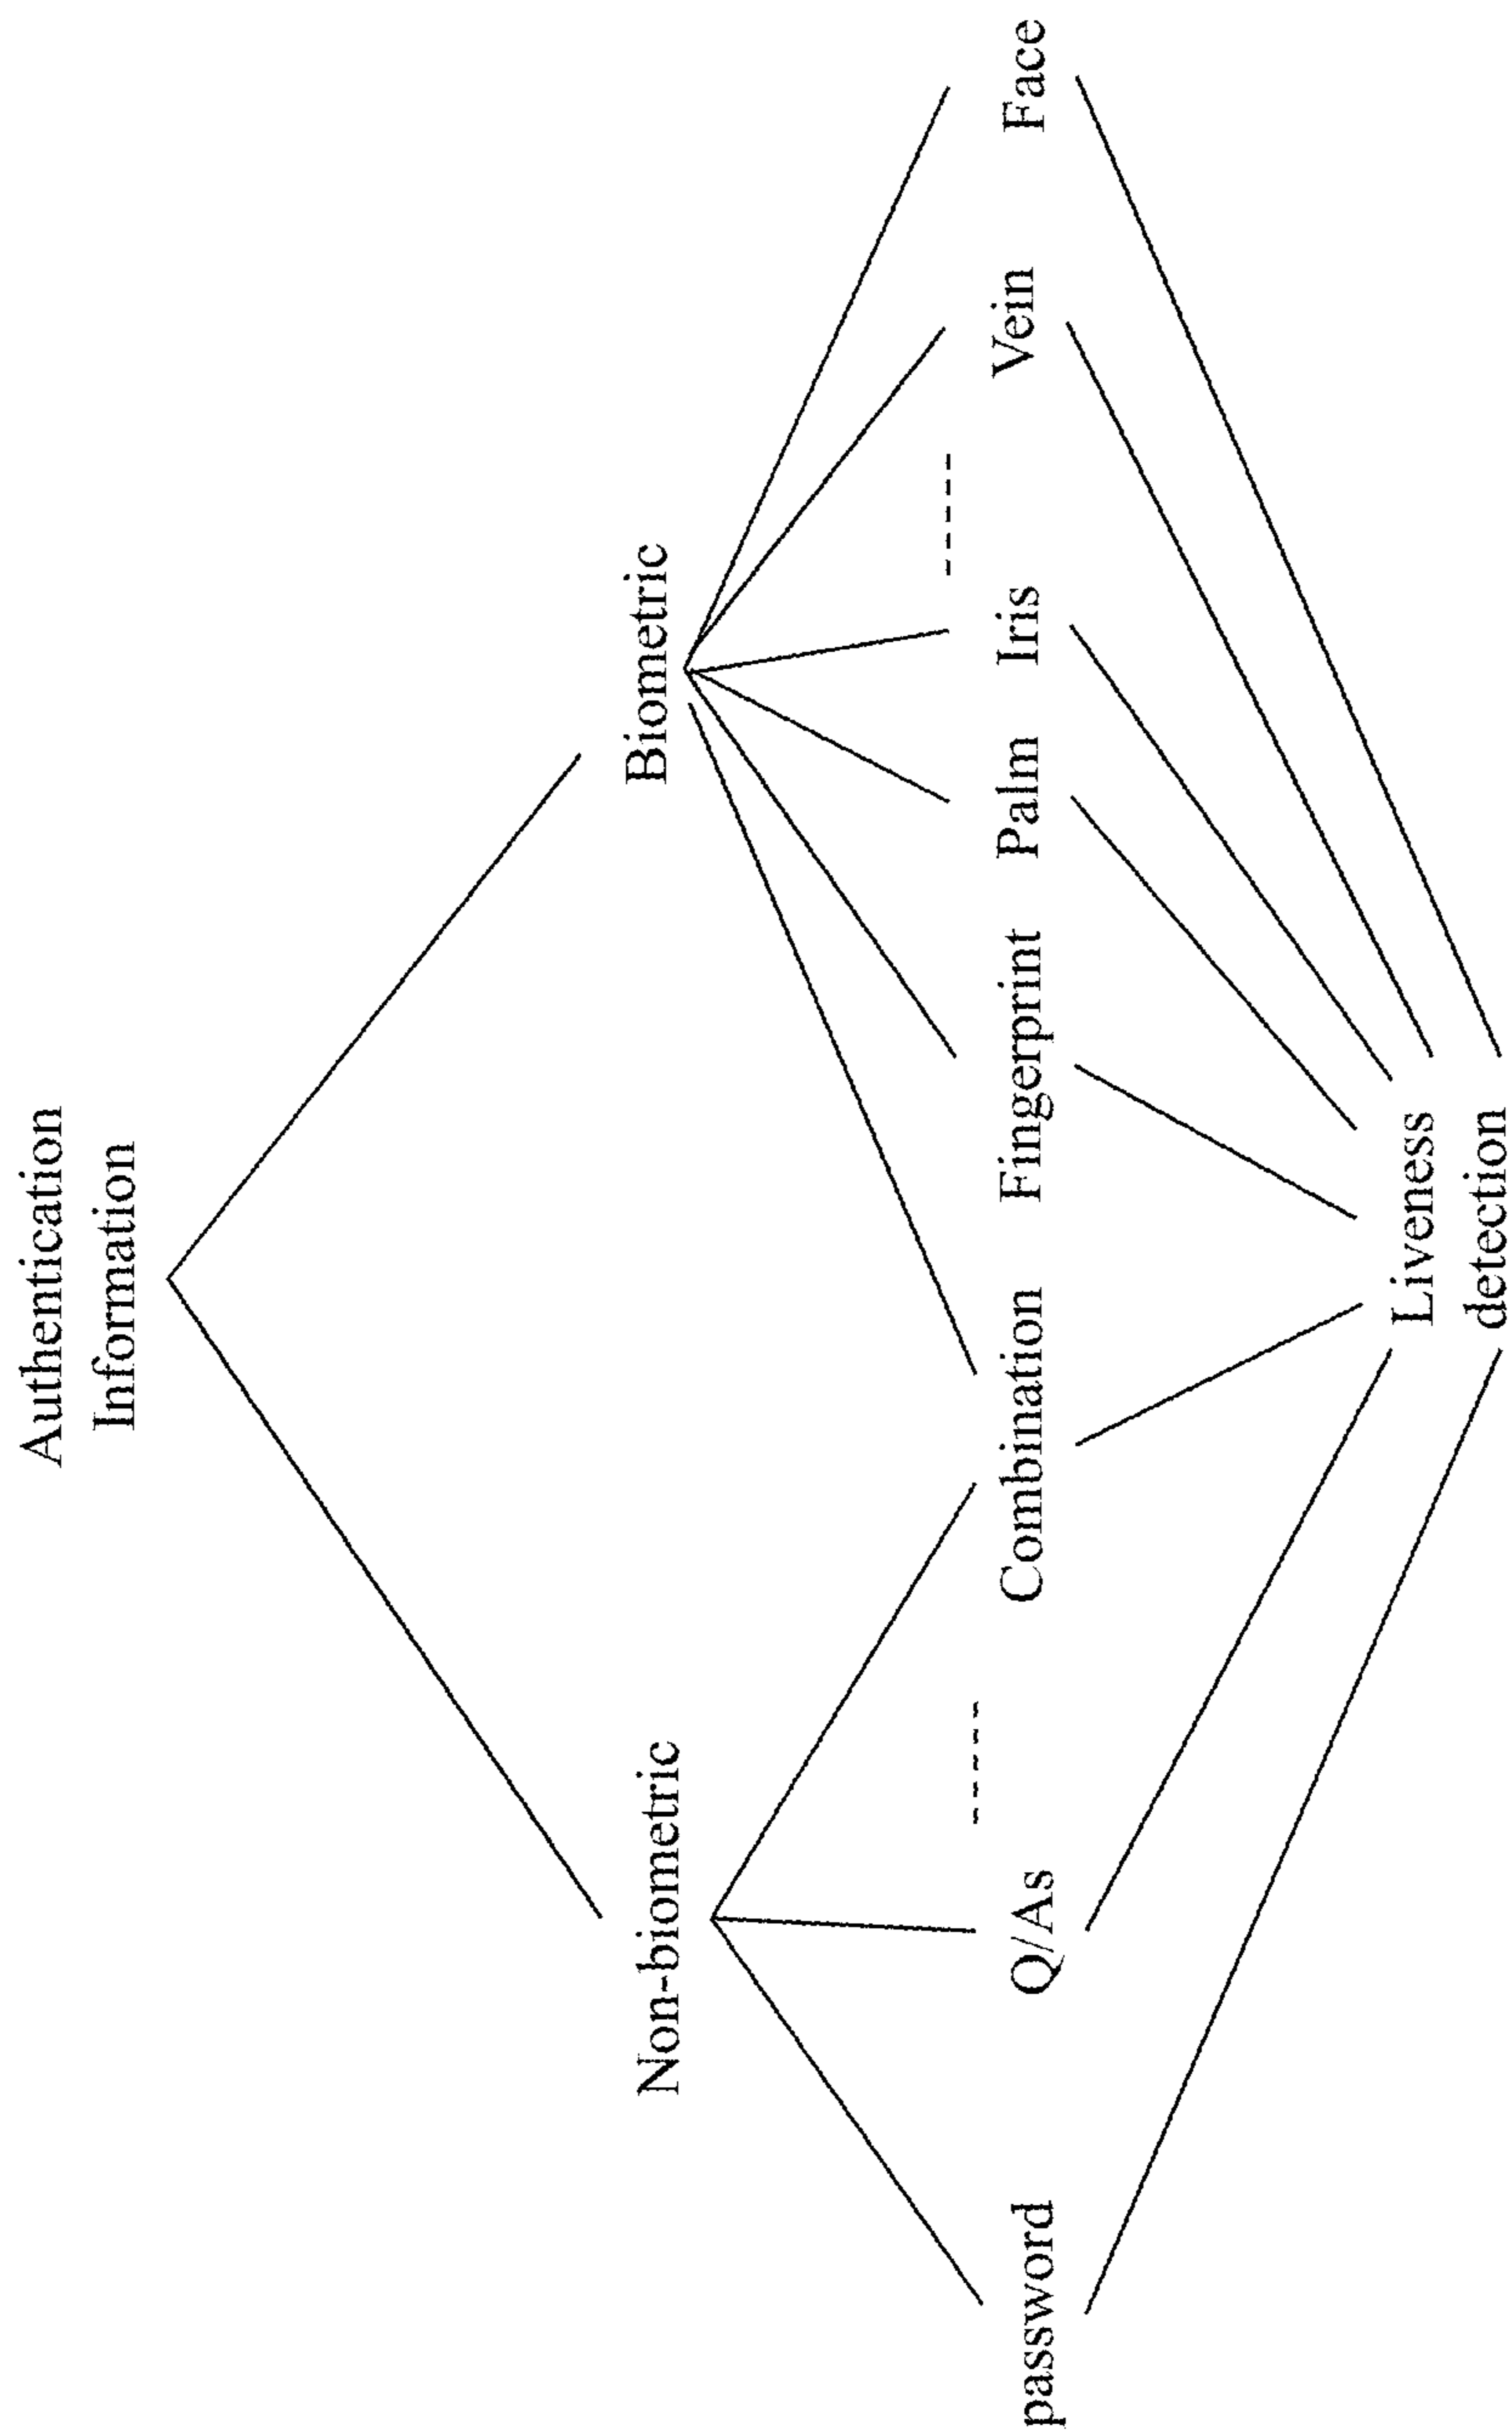 Authentication
Information
Non-biometric
Biometric
password
Q/As
Combination
Fingerprint
Palm
Iris
Vein
Face
Liveness
detection